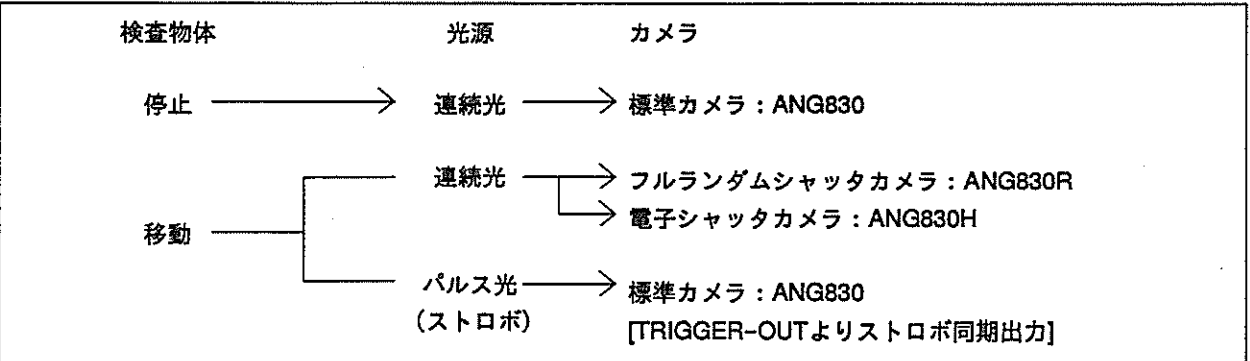 検査物体 光源 カメラ
停止 連続光 標準カメラ：ANG830
連続光 フルランダムシャッタカメラ：ANG830R
電子シャッタカメラ：ANG830H
移動
パルス光 標準カメラ：ANG830
（ストロボ） [TRIGGER-OUTよりストロボ同期出力]